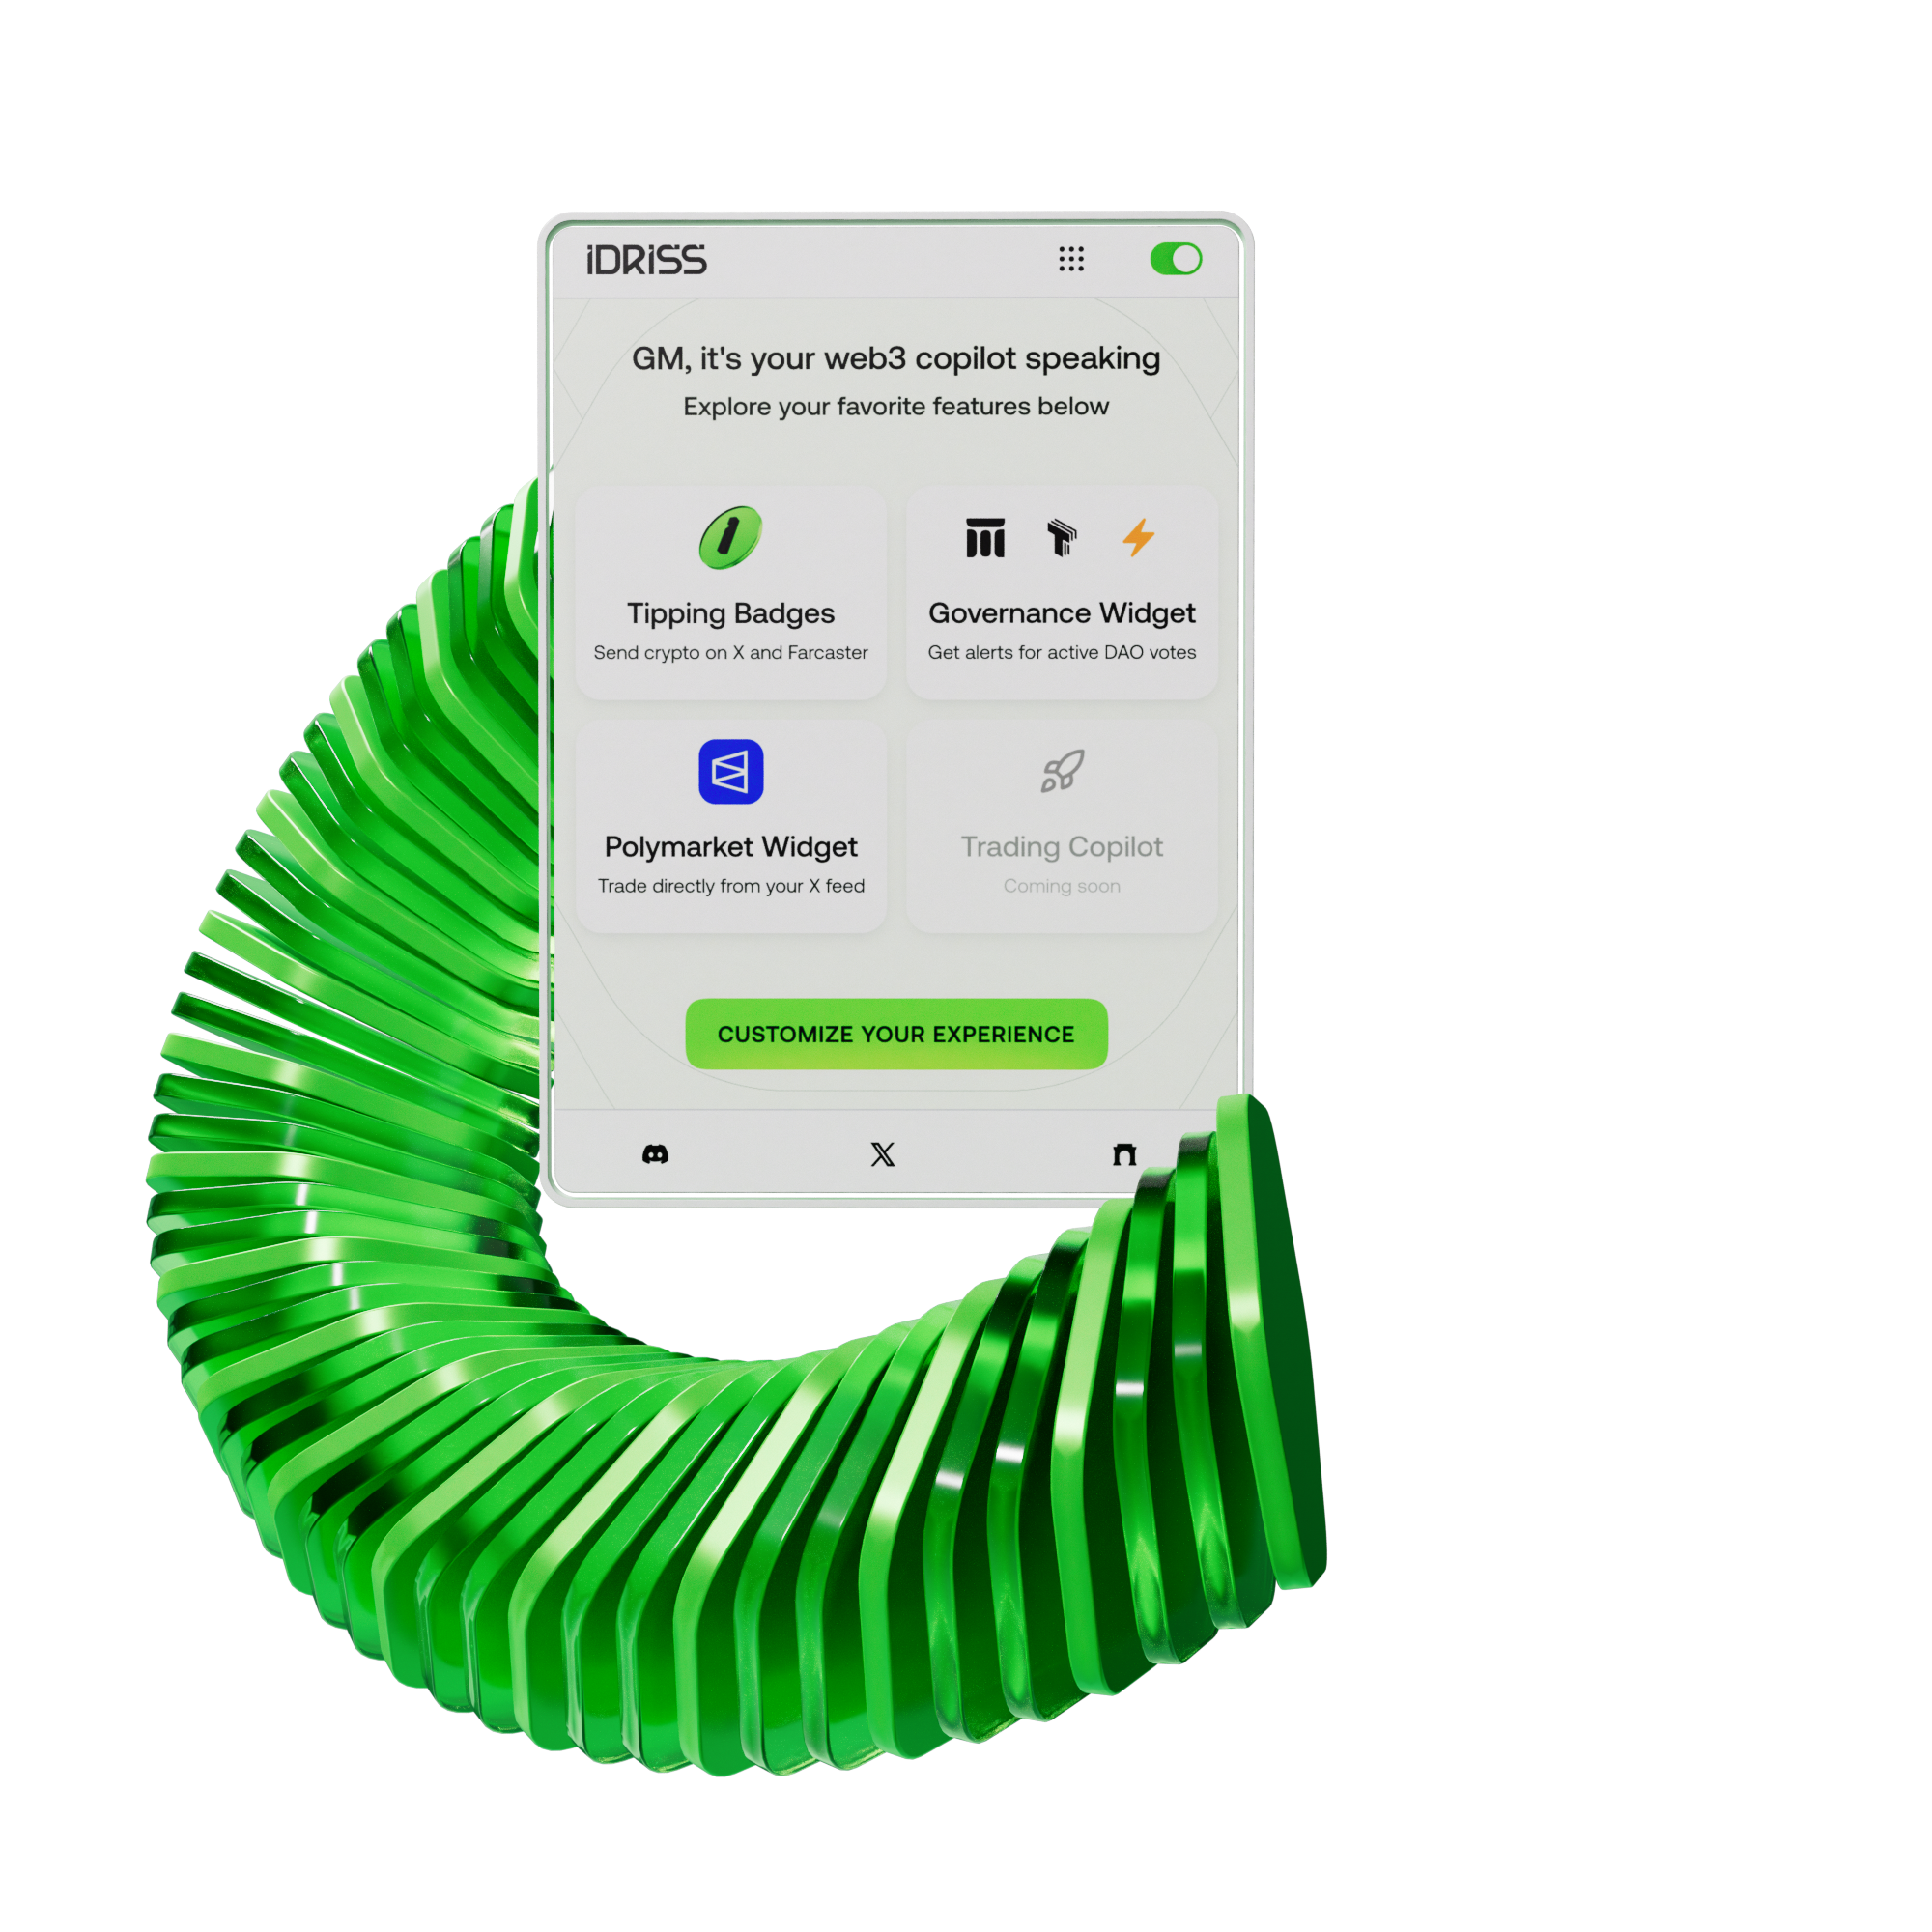 iDRiSS
GM, it's your web3 copilot speaking
Explore your favorite features below
Tipping Badges
Send crypto on X and Farcaster
Governance Widget
Get alerts for active DAO votes
Polymarket Widget
Trade directly from your X feed
Trading Copilot
Coming soon
CUSTOMIZE YOUR EXPERIENCE